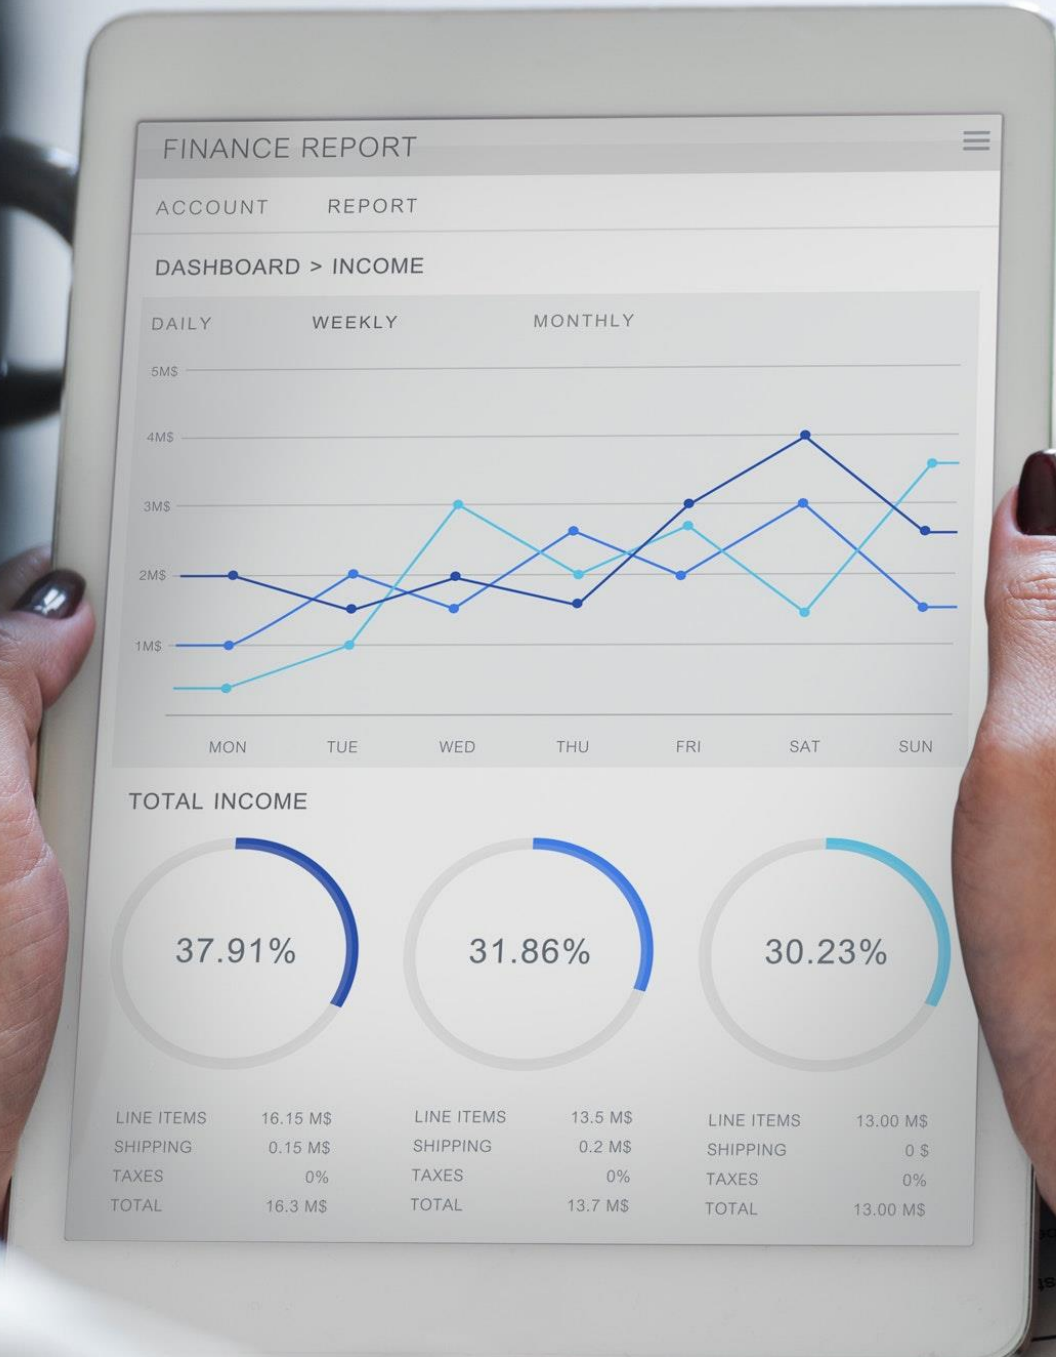 FINANCE REPORT
ACCOUNT REPORT
DASHBOARD > INCOME
DAILY WEEKLY MONTHLY
5M$
4M$
3M$
2M$
1M$
MON TUE WED THU FRI SAT SUN
TOTAL INCOME
37.91% 31.86% 30.23%
LINE ITEMS 16.15 M$ LINE ITEMS 13.5 M$ LINE ITEMS 13.00 M$
SHIPPING 0.15 M$ SHIPPING 0.2 M$ SHIPPING 0 $
TAXES 0% TAXES 0% TAXES 0%
TOTAL 16.3 M$ TOTAL 13.7 M$ TOTAL 13.00 M$